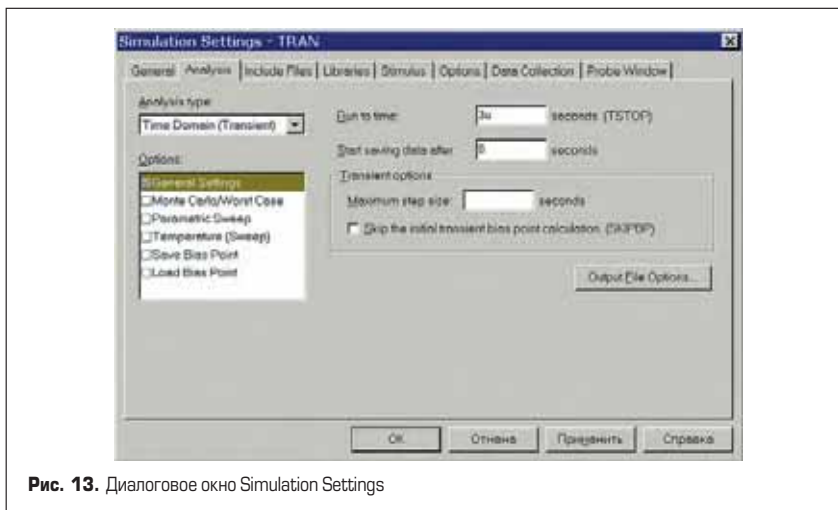 Simulation Settings - TRAN
General Analysis Include Files Libraries Stimulus Options Data Collection Probe Window
Analysis type:
Time Domain (Transient)
Options:
General Settings
Monte Carlo/Worst Case
Parametric Sweep
Temperature (Sweep)
Save Bias Point
Load Bias Point
Run to time: 3u seconds (TSTOP)
Start saving data after: 0 seconds
Transient options
Maximum step size: seconds
Skip the initial transient bias point calculation. (SKIPBP)
Output File Options...
OK Отмена Применить Справка
Рис. 13. Диалоговое окно Simulation Settings